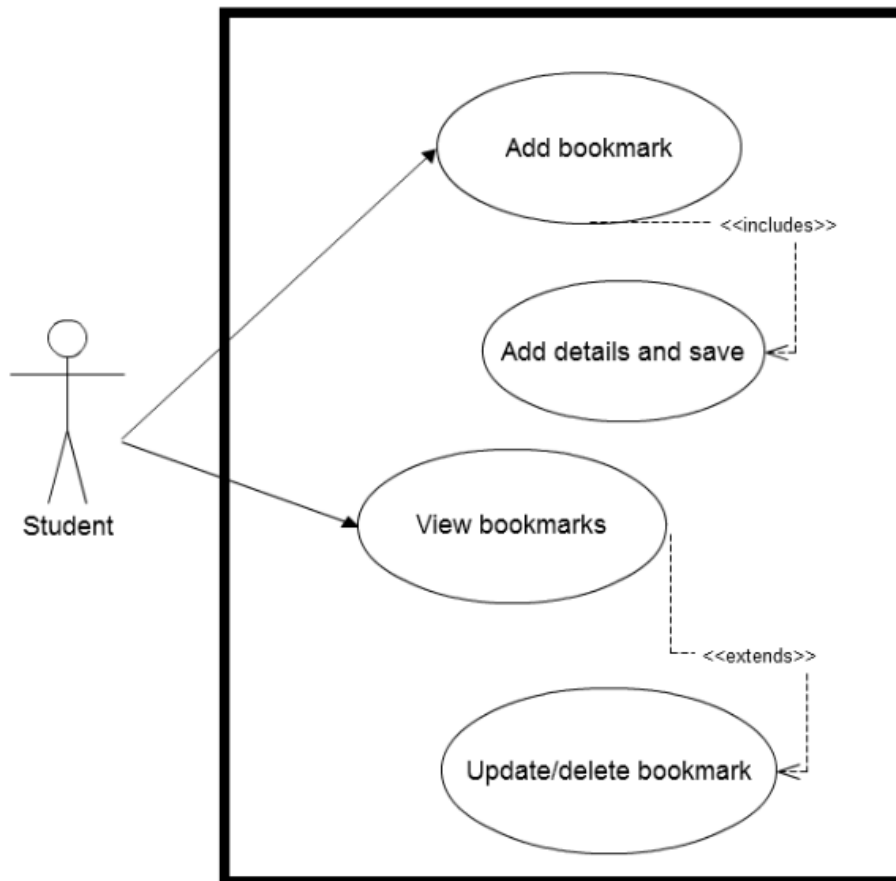 Add bookmark
<<includes>>
Add details and save
Student
View bookmarks
<<extends>>
Update/delete bookmark